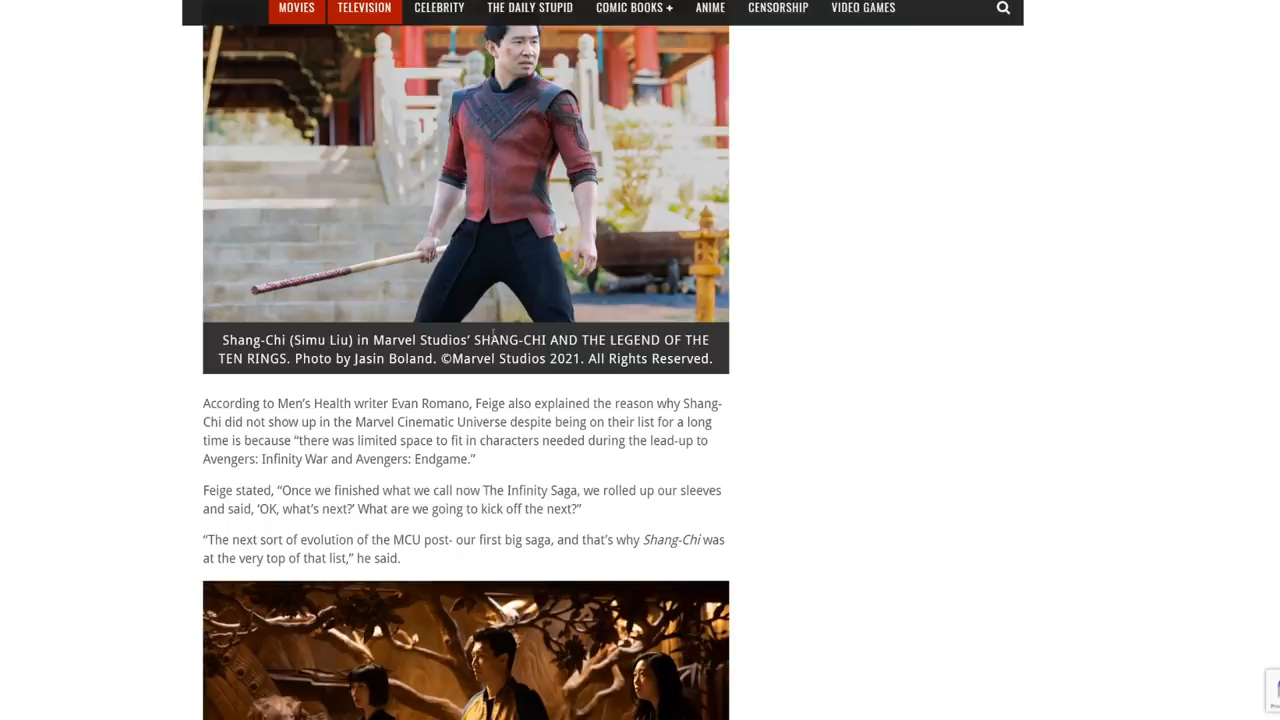 MOVIES TELEVISION CELEBRITY THE DAILY STUPID COMIC BOOKS + ANIME CENSORSHIP VIDEO GAMES
Shang-Chi (Simu Liu) in Marvel Studios’ SHANG-CHI AND THE LEGEND OF THE
TEN RINGS. Photo by Jasin Boland. ©Marvel Studios 2021. All Rights Reserved.
According to Men’s Health writer Evan Romano, Feige also explained the reason why Shang-
Chi did not show up in the Marvel Cinematic Universe despite being on their list for a long
time is because “there was limited space to fit in characters needed during the lead-up to
Avengers: Infinity War and Avengers: Endgame.”
Feige stated, “Once we finished what we call now The Infinity Saga, we rolled up our sleeves
and said, ‘OK, what’s next?’ What are we going to kick off the next?”
“The next sort of evolution of the MCU post- our first big saga, and that’s why Shang-Chi was
at the very top of that list,” he said.